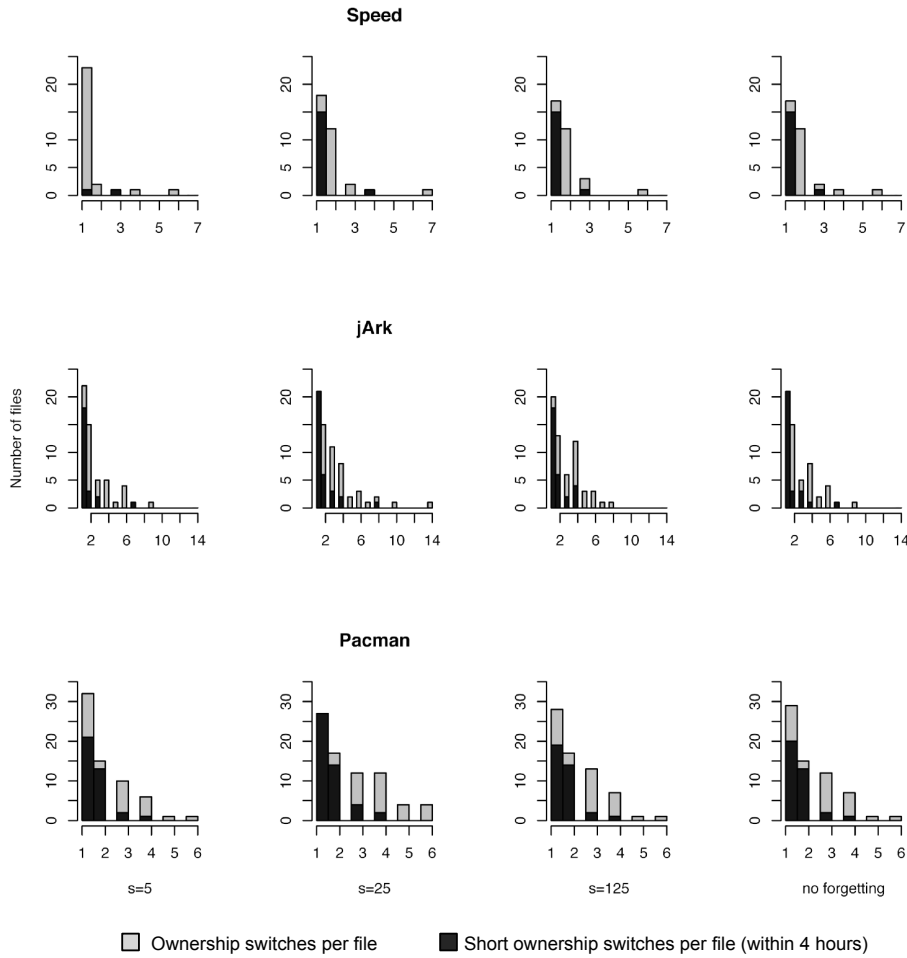 Speed
0 5 10 20
1 3 5 7
0 5 10 20
1 3 5 7
0 5 10 20
1 3 5 7
0 5 10 20
1 3 5 7
jArk
Number of files
0 5 10 20
2 6 10 14
0 5 10 20
2 6 10 14
0 5 10 20
2 6 10 14
0 5 10 20
2 6 10 14
Pacman
0 10 20 30
1 2 3 4 5 6
0 10 20 30
1 2 3 4 5 6
0 10 20 30
1 2 3 4 5 6
0 10 20 30
1 2 3 4 5 6
s=5
s=25
s=125
no forgetting
Ownership switches per file
Short ownership switches per file (within 4 hours)